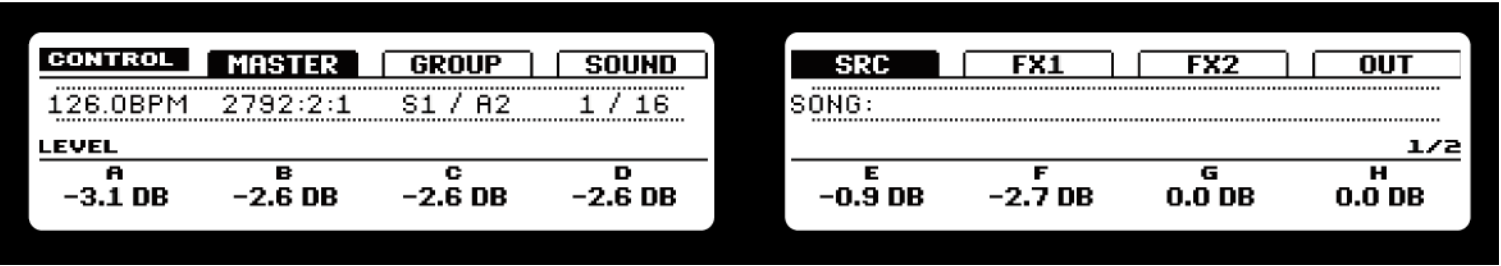 CONTROL MASTER GROUP SOUND
126.0BPM 2792:2:1 S1 / A2 1 / 16
LEVEL
A B C D
-3.1 DB -2.6 DB -2.6 DB -2.6 DB
SRC FX1 FX2 OUT
SONG:
1/2
E F G H
-0.9 DB -2.7 DB 0.0 DB 0.0 DB